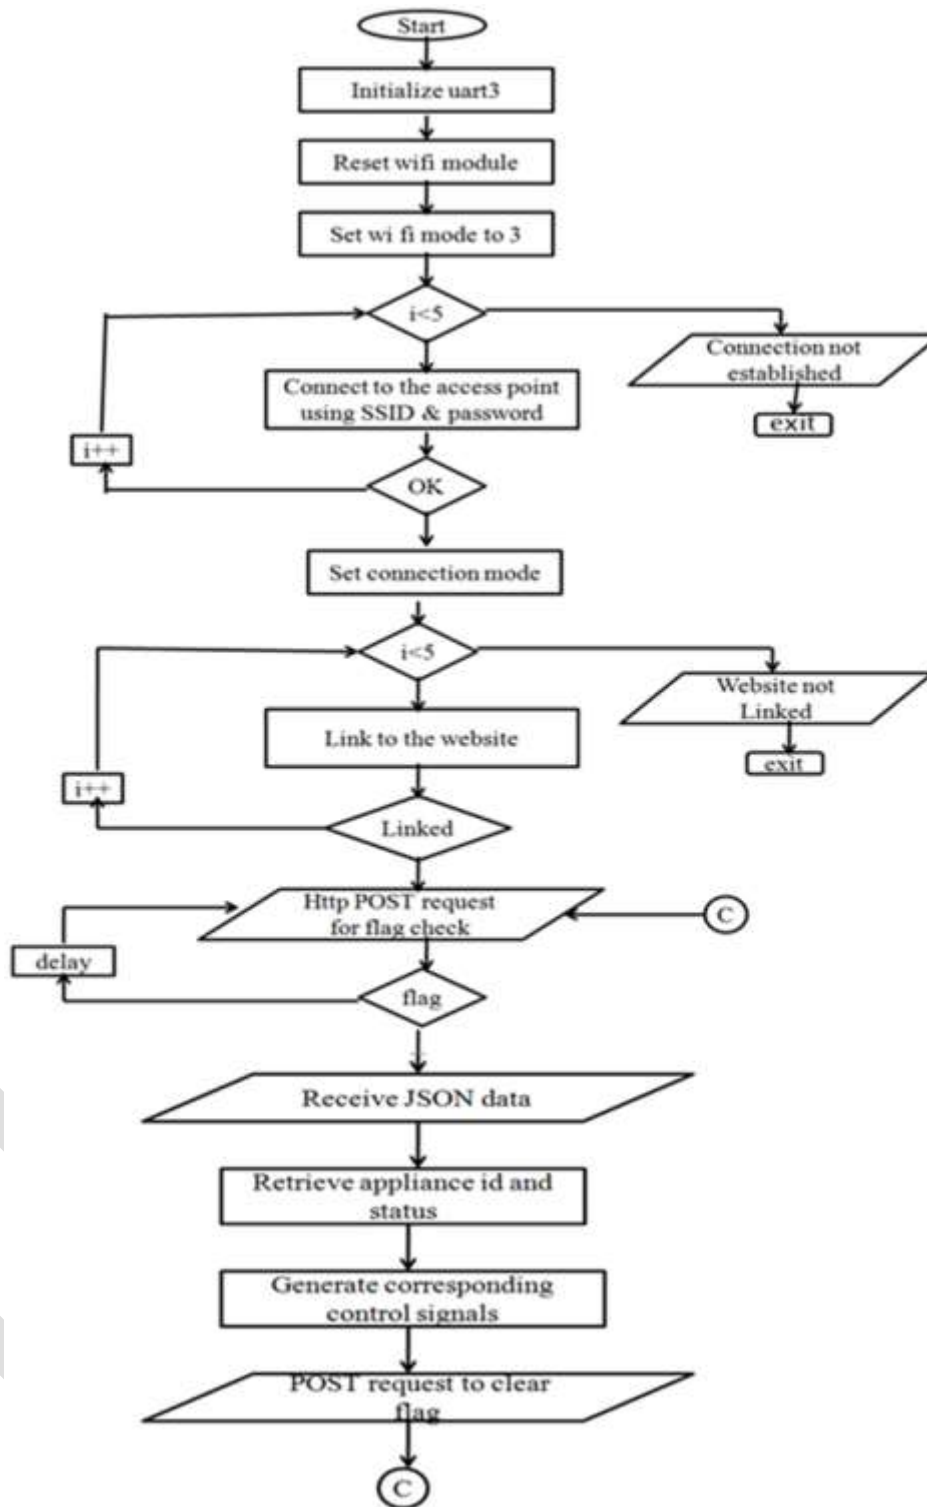 Start
Initialize uart3
Reset wifi module
Set wi fi mode to 3
i<5
Connection not
established
exit
Connect to the access point
using SSID & password
i++
OK
Set connection mode
i<5
Website not
Linked
exit
Link to the website
i++
Linked
Http POST request
for flag check
C
delay
flag
Receive JSON data
Retrieve appliance id and
status
Generate corresponding
control signals
POST request to clear
flag
C